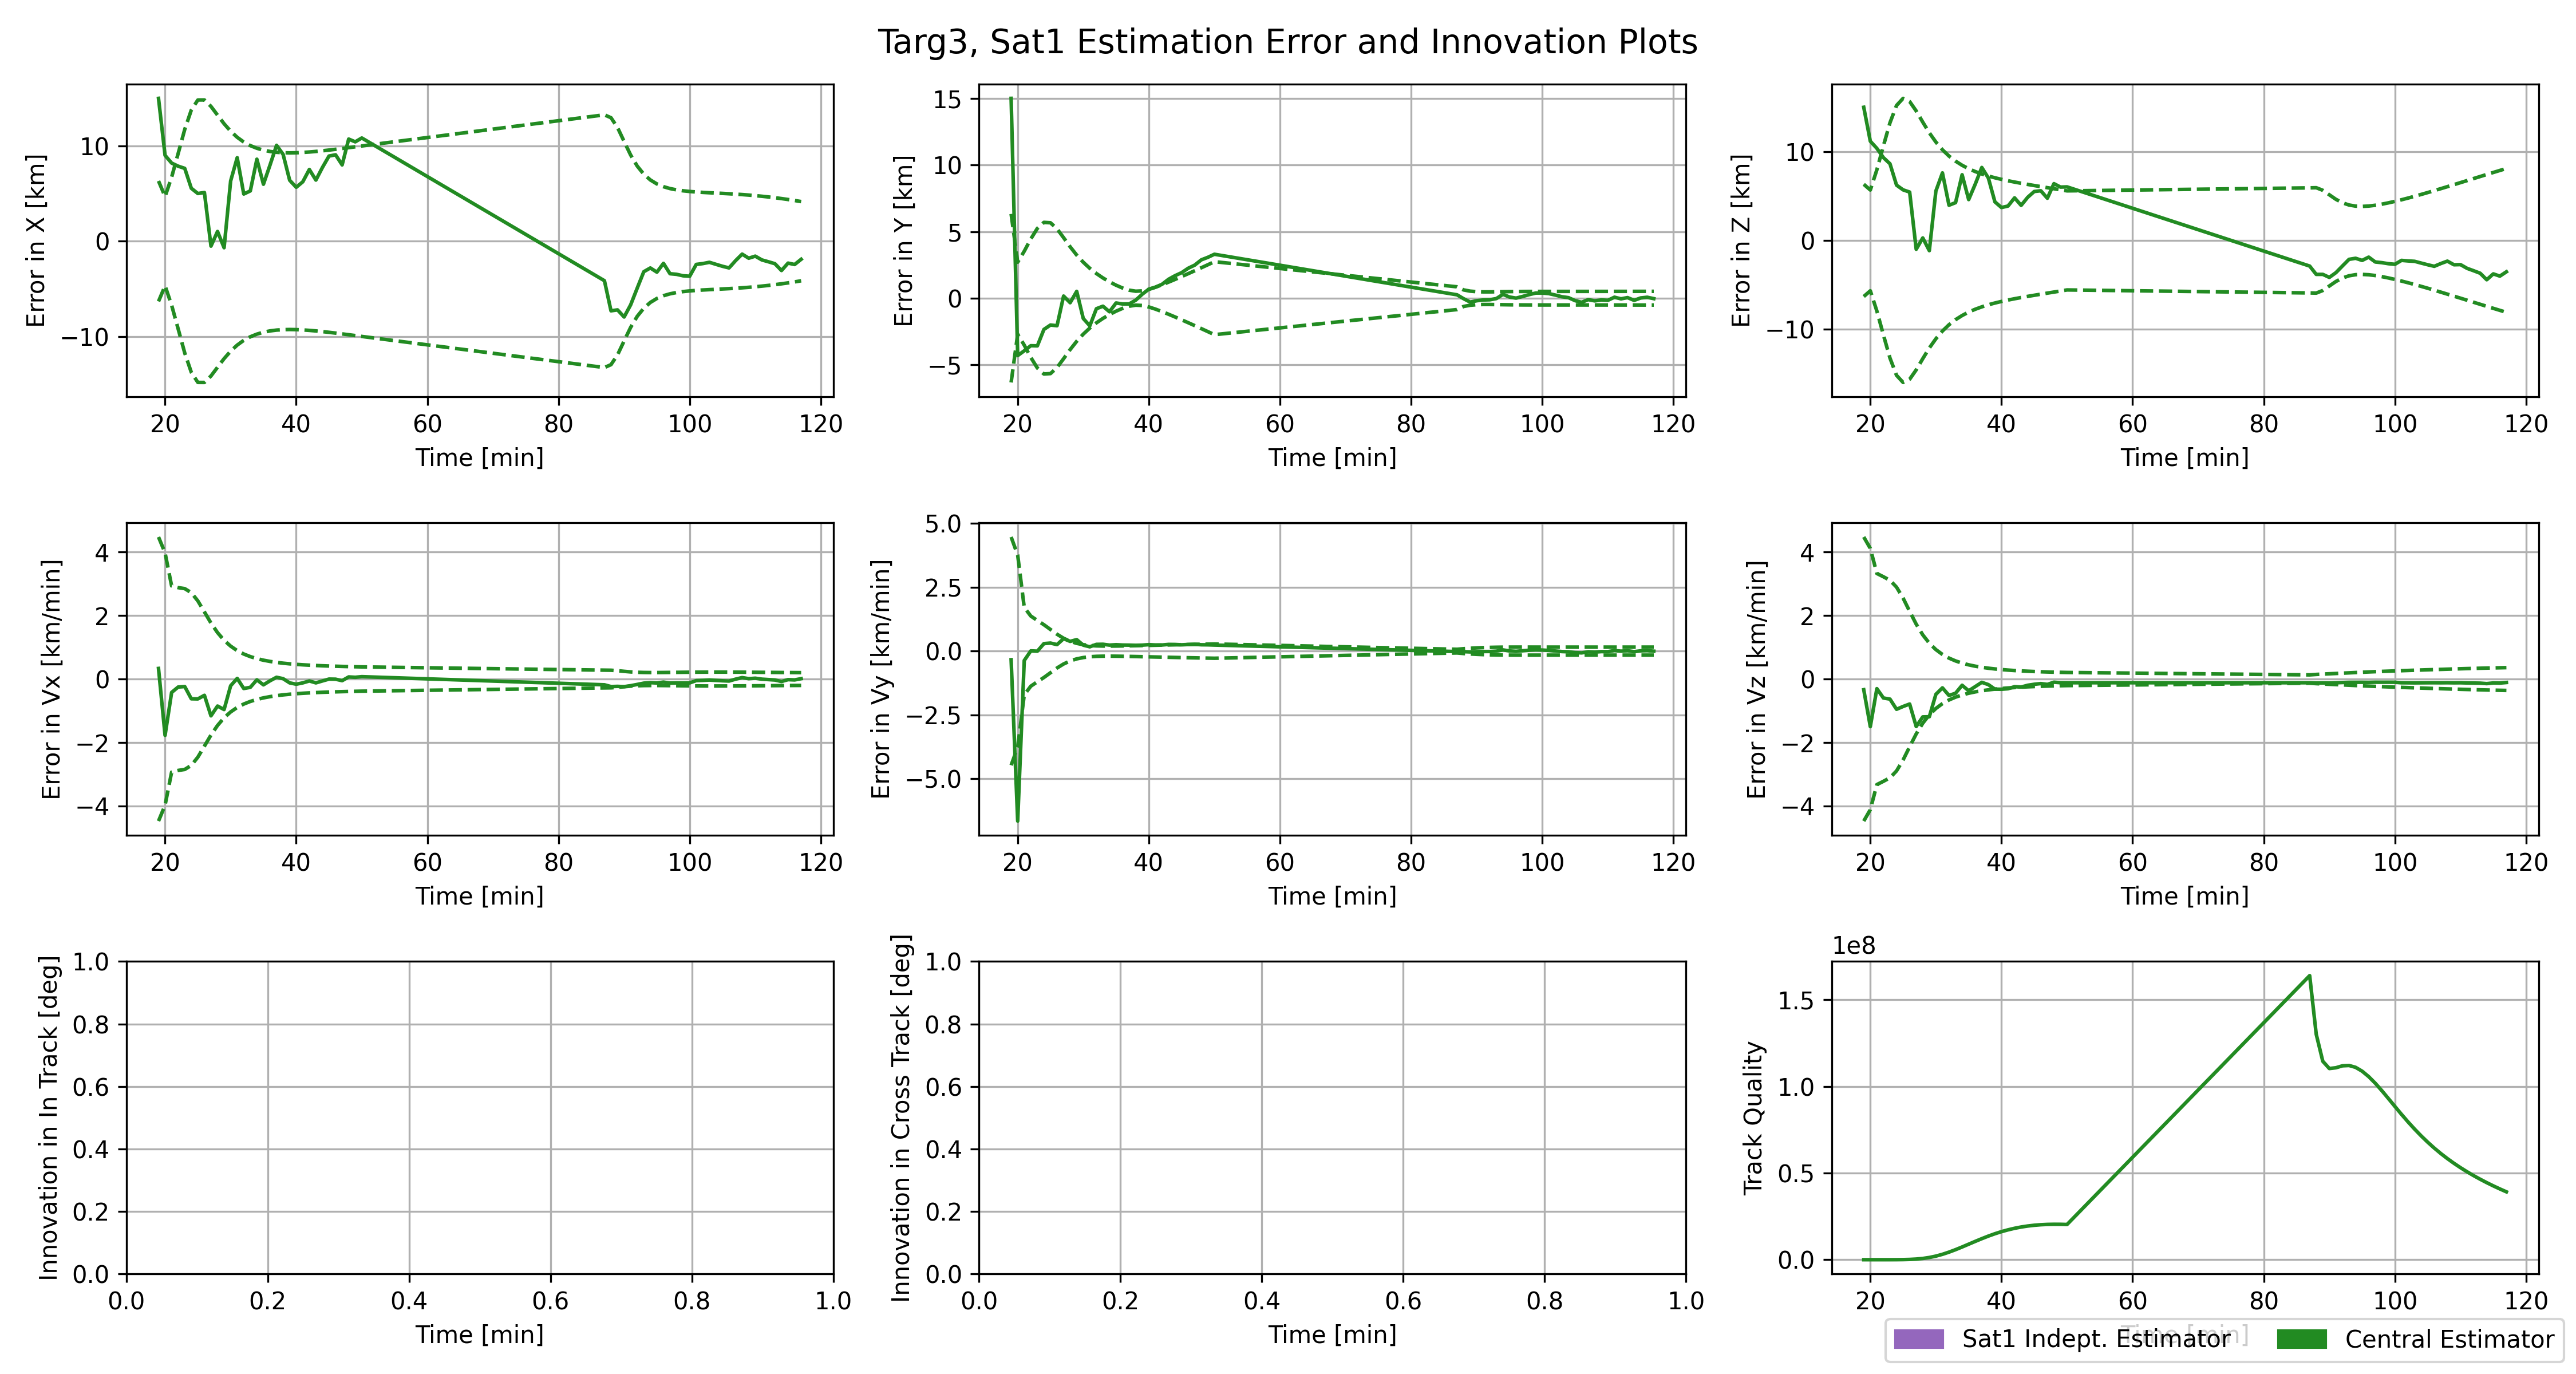 Targ3, Sat1 Estimation Error and Innovation Plots
Error in X [km]
10
0
−10
20 40 60 80 100 120
Time [min]
Error in Y [km]
15
10
5
0
−5
20 40 60 80 100 120
Time [min]
Error in Z [km]
10
0
−10
20 40 60 80 100 120
Time [min]
Error in Vx [km/min]
4
2
0
−2
−4
20 40 60 80 100 120
Time [min]
Error in Vy [km/min]
5.0
2.5
0.0
−2.5
−5.0
20 40 60 80 100 120
Time [min]
Error in Vz [km/min]
4
2
0
−2
−4
20 40 60 80 100 120
Time [min]
Innovation in In Track [deg]
1.0
0.8
0.6
0.4
0.2
0.0
0.0 0.2 0.4 0.6 0.8 1.0
Time [min]
Innovation in Cross Track [deg]
1.0
0.8
0.6
0.4
0.2
0.0
0.0 0.2 0.4 0.6 0.8 1.0
Time [min]
1e8
Track Quality
1.5
1.0
0.5
0.0
20 40 60 80 100 120
Time [min]
Sat1 Indept. Estimator
Central Estimator